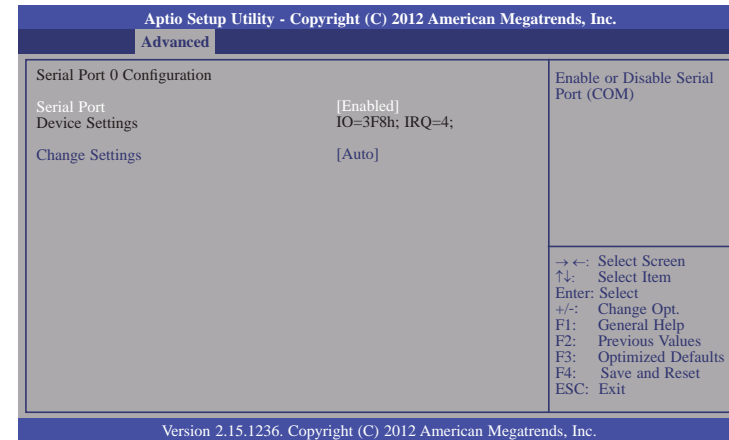 Aptio Setup Utility - Copyright (C) 2012 American Megatrends, Inc.
Advanced
Serial Port 0 Configuration
Serial Port [Enabled]
Device Settings IO=3F8h; IRQ=4;
Change Settings [Auto]
Enable or Disable Serial
Port (COM)
→←: Select Screen
↑↓: Select Item
Enter: Select
+/-: Change Opt.
F1: General Help
F2: Previous Values
F3: Optimized Defaults
F4: Save and Reset
ESC: Exit
Version 2.15.1236. Copyright (C) 2012 American Megatrends, Inc.